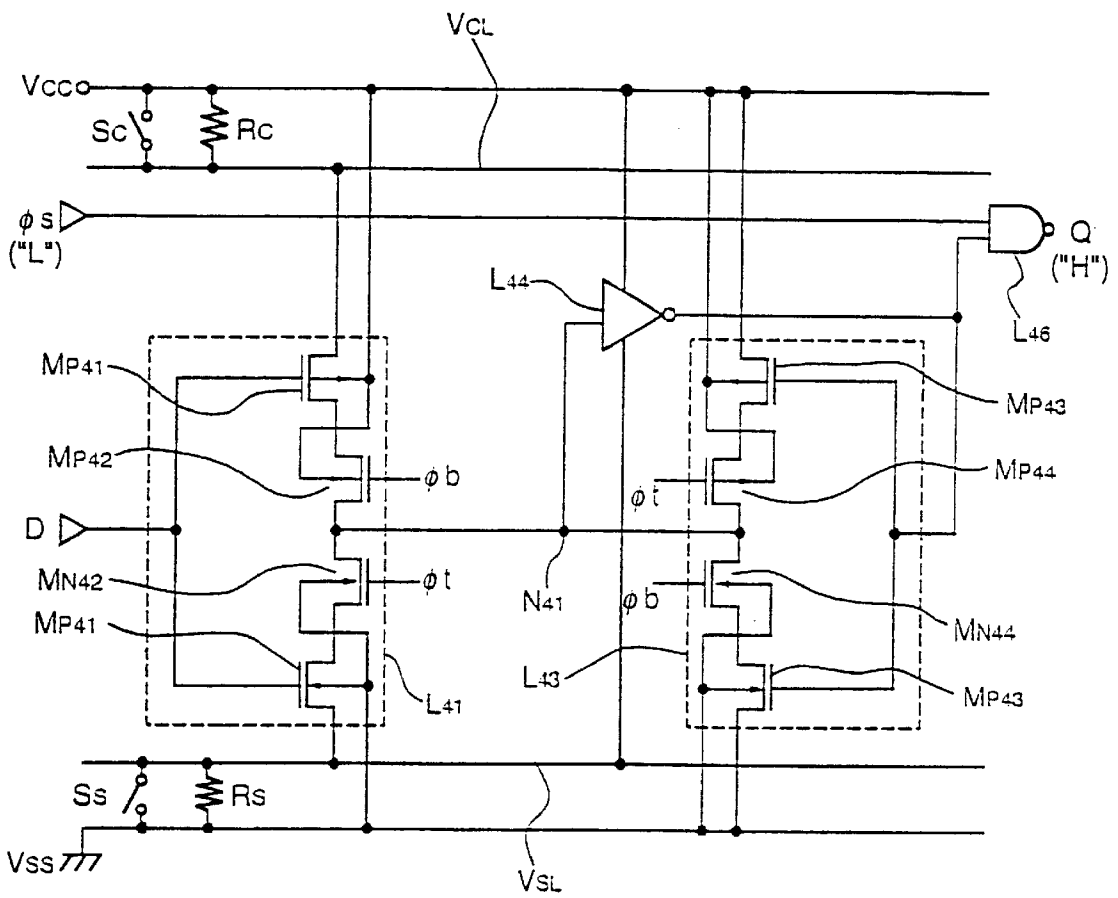 VCL
VCC
SC
RC
φs
("L")
Q
("H")
L44
L46
MP41
MP43
MP42
φb
MP44
φt
D
MN42
φt
N41
φb
MP41
MN44
L43
L41
MP43
SS
RS
VSS
VSL